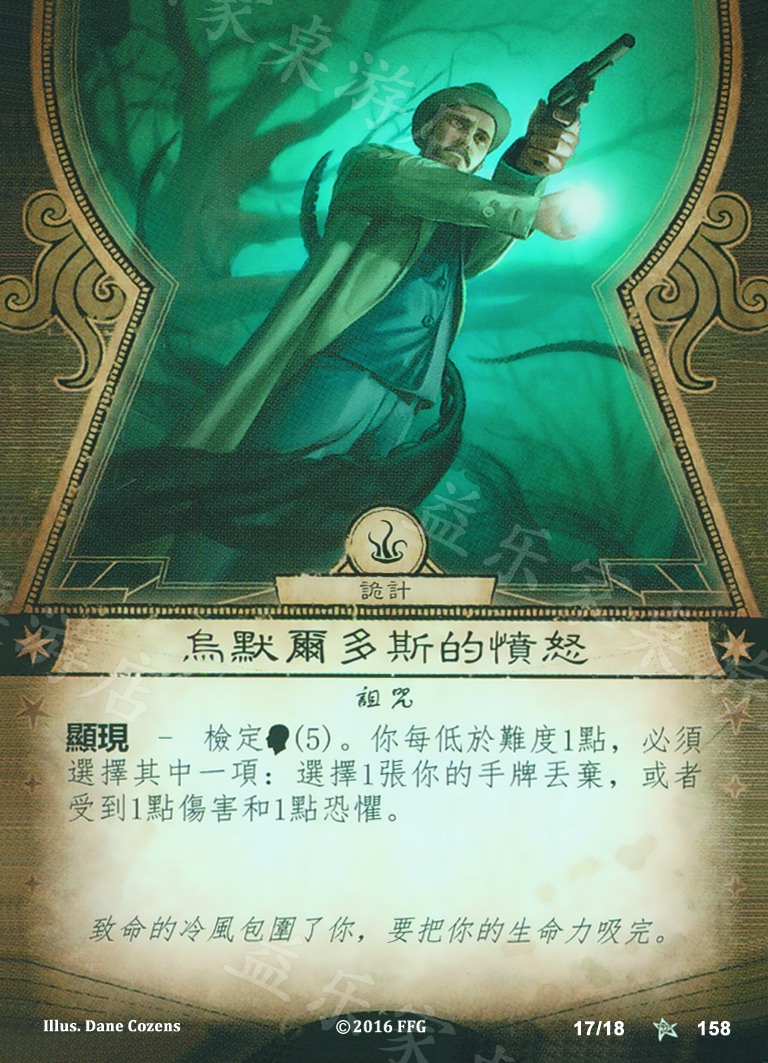 詭計
烏默爾多斯的憤怒
詛咒
顯現 - 檢定(5)。你每低於難度1點，必須
選擇其中一項：選擇1張你的手牌丟棄，或者
受到1點傷害和1點恐懼。
致命的冷風包圍了你，要把你的生命力吸完。
Illus. Dane Cozens ©2016 FFG 17/18 158